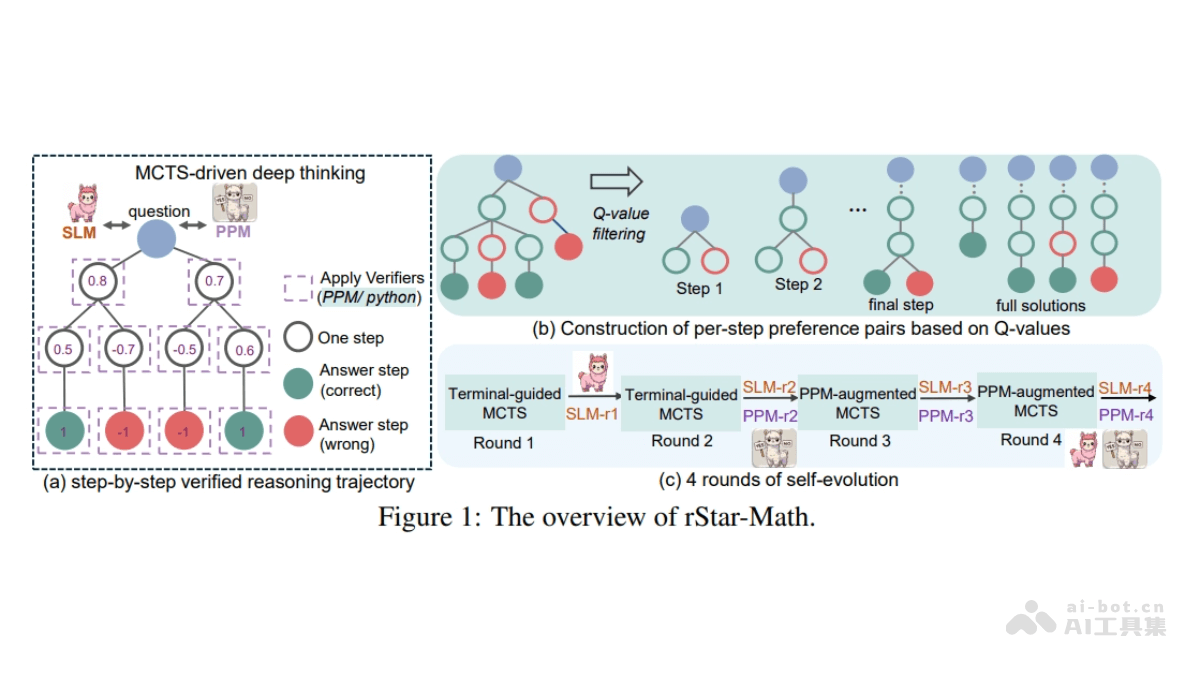 MCTS-driven deep thinking
SLM
question
PPM
0.8
0.7
0.5
-0.7
-0.5
0.6
1
-1
-1
1
Apply Verifiers
(PPM/ python)
One step
Answer step
(correct)
Answer step
(wrong)
(a) step-by-step verified reasoning trajectory
Q-value
filtering
Step 1
Step 2
...
final step
full solutions
(b) Construction of per-step preference pairs based on Q-values
Terminal-guided
MCTS
Round 1
SLM-r1
Terminal-guided
MCTS
Round 2
SLM-r2
PPM-r2
PPM-augmented
MCTS
Round 3
SLM-r3
PPM-r3
PPM-augmented
MCTS
Round 4
SLM-r4
PPM-r4
(c) 4 rounds of self-evolution
Figure 1: The overview of rStar-Math.
ai-bot.cn
AI工具集